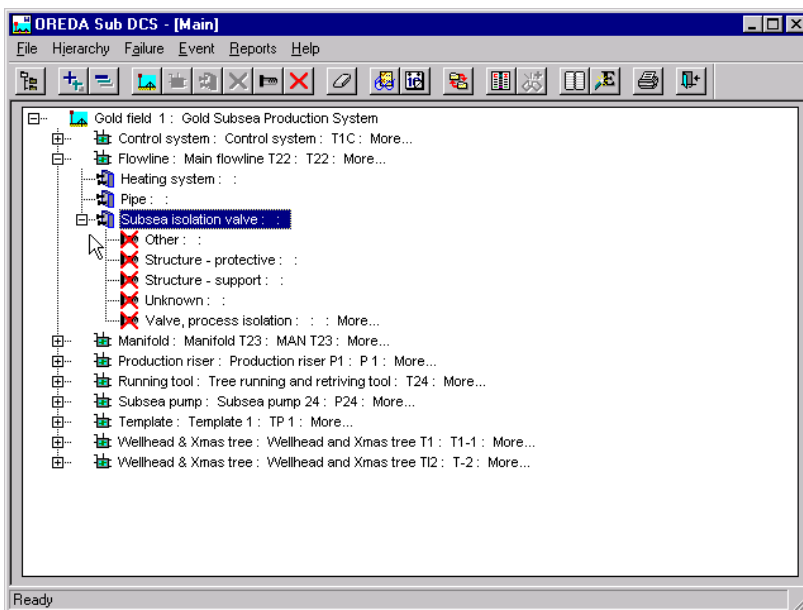 OREDA Sub DCS - [Main]
File Hjerarchy Failure Event Reports Help
Gold field 1 : Gold Subsea Production System
Control system : Control system : T1C : More...
Flowline : Main flowline T22 : T22 : More...
Heating system : :
Pipe : :
Subsea isolation valve : :
Other : :
Structure - protective : :
Structure - support : :
Unknown : :
Valve, process isolation : : : More...
Manifold : Manifold T23 : MAN T23 : More...
Production riser : Production riser P1 : P 1 : More...
Running tool : Tree running and retriving tool : T24 : More...
Subsea pump : Subsea pump 24 : P24 : More...
Template : Template 1 : TP 1 : More...
Wellhead & Xmas tree : Wellhead and Xmas tree T1 : T1-1 : More...
Wellhead & Xmas tree : Wellhead and Xmas tree TI2 : T-2 : More...
Ready